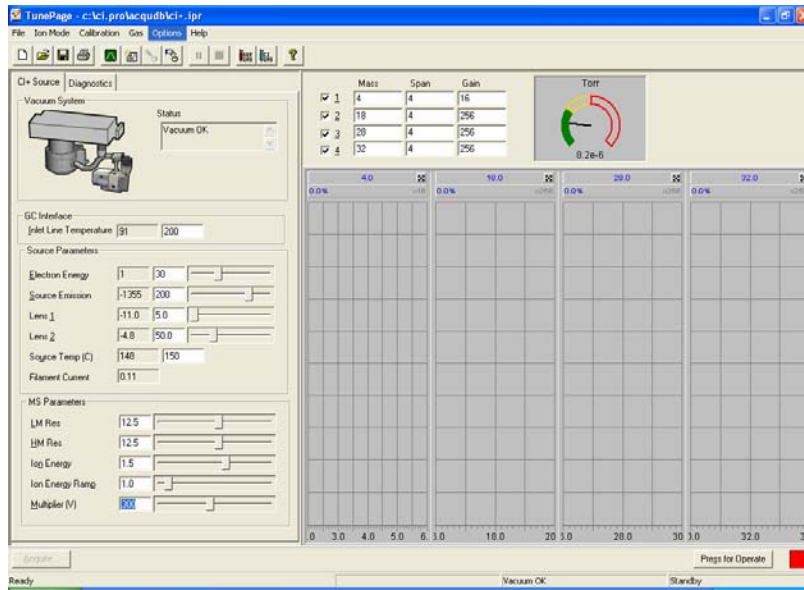 TunePage - c:\ci.pro\acqudb\ci+.ipr
File Ion Mode Calibration Gas Options Help
CI+ Source Diagnostics
Vacuum System
Status
Vacuum OK
GC Interface
Inlet Line Temperature 91 200
Source Parameters
Electron Energy 1 30
Source Emission -1355 200
Lens 1 -11.0 5.0
Lens 2 -4.8 50.0
Source Temp (C) 148 150
Filament Current 0.11
MS Parameters
LM Res 12.5
HM Res 12.5
Ion Energy 1.5
Ion Energy Ramp 1.0
Multiplier (V) 300
Acquire
Mass Span Gain
1 4 4 16
2 18 4 256
3 28 4 256
4 32 4 256
Torr
8.2e-6
4.0 18.0 28.0 32.0
0.0% x16 0.0% x256 0.0% x256 0.0%
3.0 4.0 5.0 18.0 20 28.0 30 32.0
Press for Operate
Ready Vacuum OK Standby